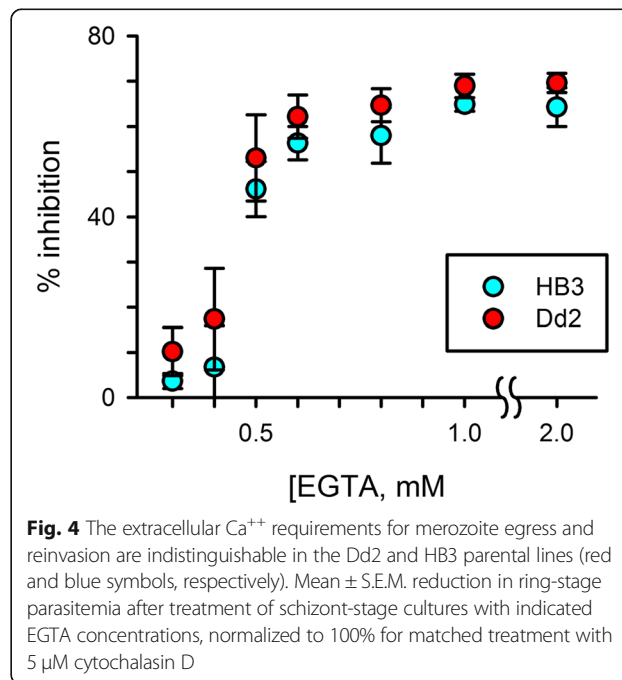 80
40
0
% inhibition
HB3
Dd2
0.5
1.0
2.0
[EGTA, mM
Fig. 4 The extracellular Ca⁺⁺ requirements for merozoite egress and
reinvasion are indistinguishable in the Dd2 and HB3 parental lines (red
and blue symbols, respectively). Mean ± S.E.M. reduction in ring-stage
parasitemia after treatment of schizont-stage cultures with indicated
EGTA concentrations, normalized to 100% for matched treatment with
5 μM cytochalasin D